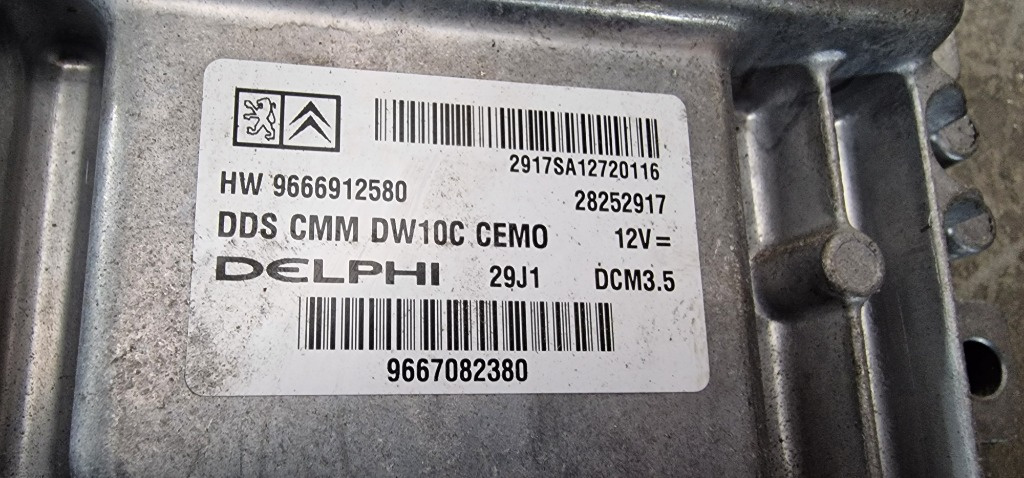 2917SA12720116
HW 9666912580 28252917
DDS CMM DW10C CEMO 12V=
DELPHI 29J1 DCM3.5
9667082380